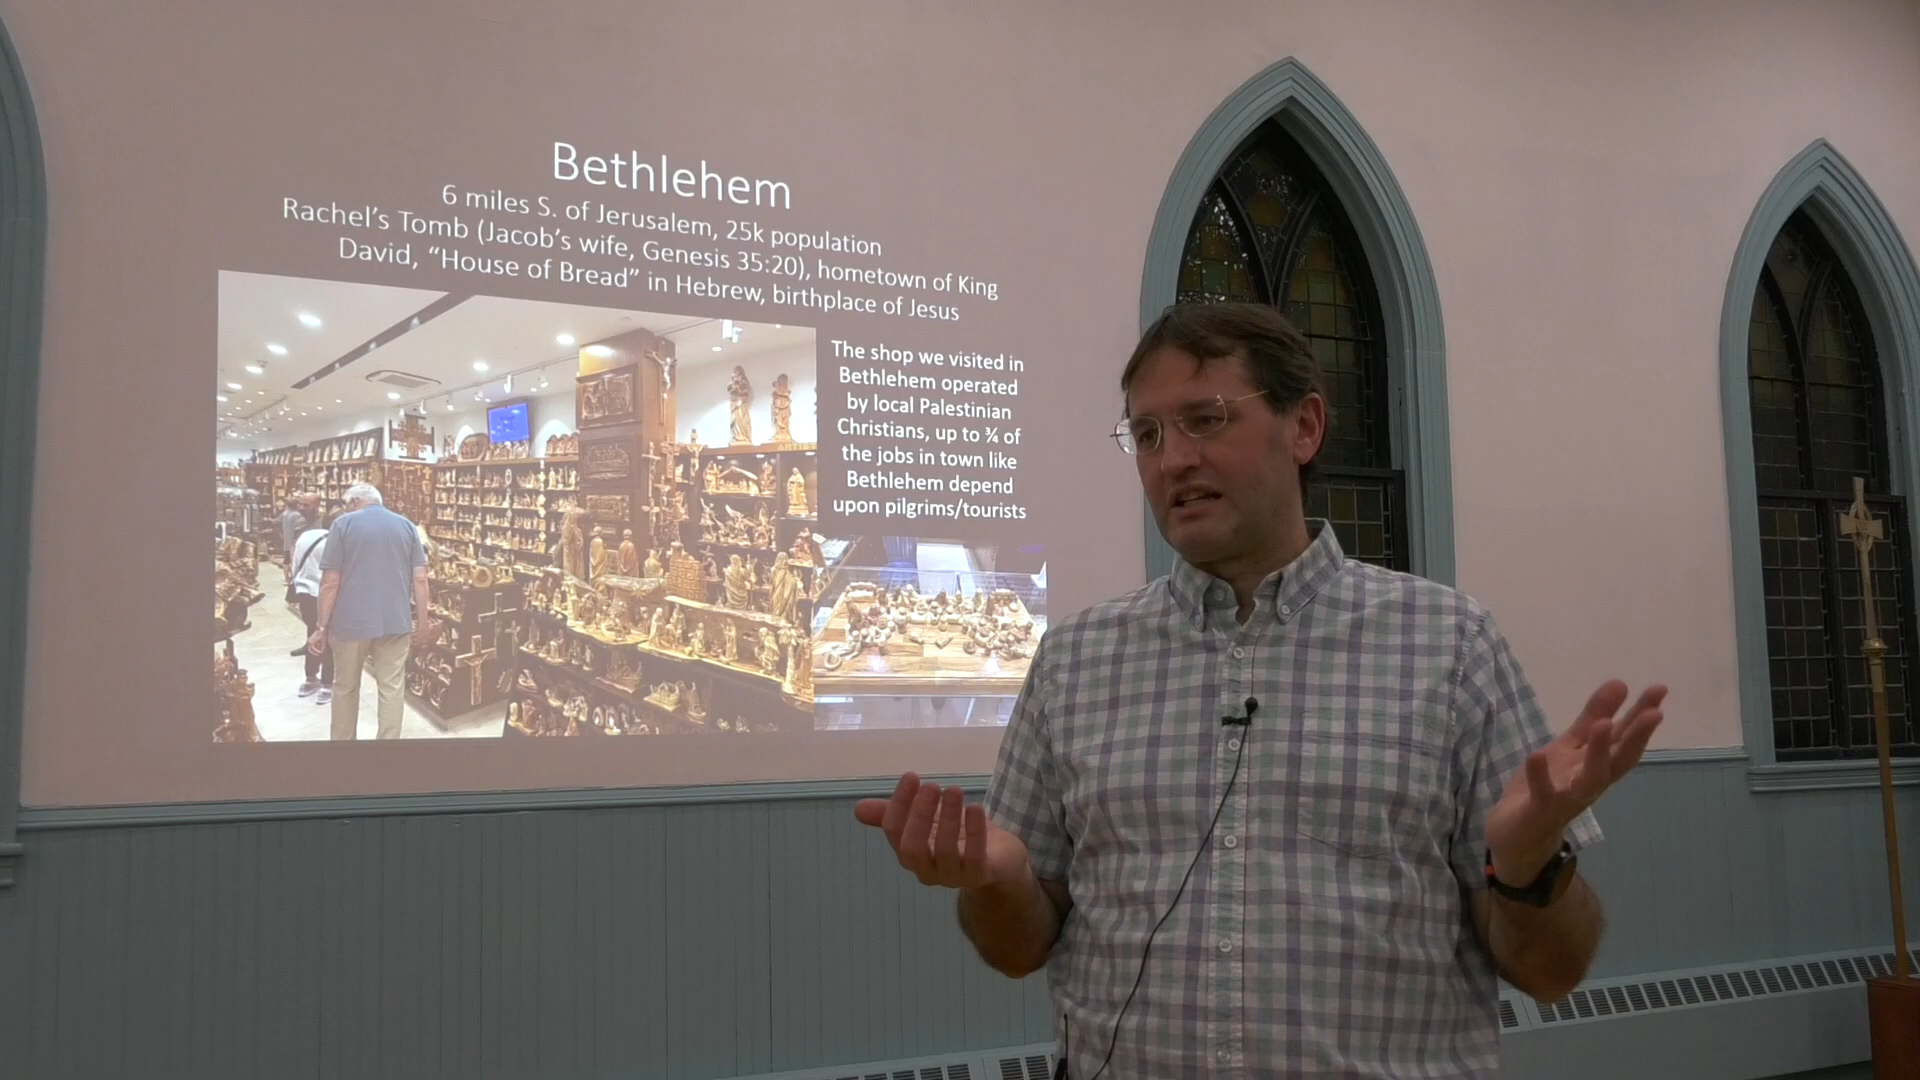 Bethlehem
6 miles S. of Jerusalem, 25k population
Rachel's Tomb (Jacob's wife, Genesis 35:20), hometown of King
David, “House of Bread” in Hebrew, birthplace of Jesus
The shop we visited in
Bethlehem operated
by local Palestinian
Christians, up to ¾ of
the jobs in town like
Bethlehem depend
upon pilgrims/tourists